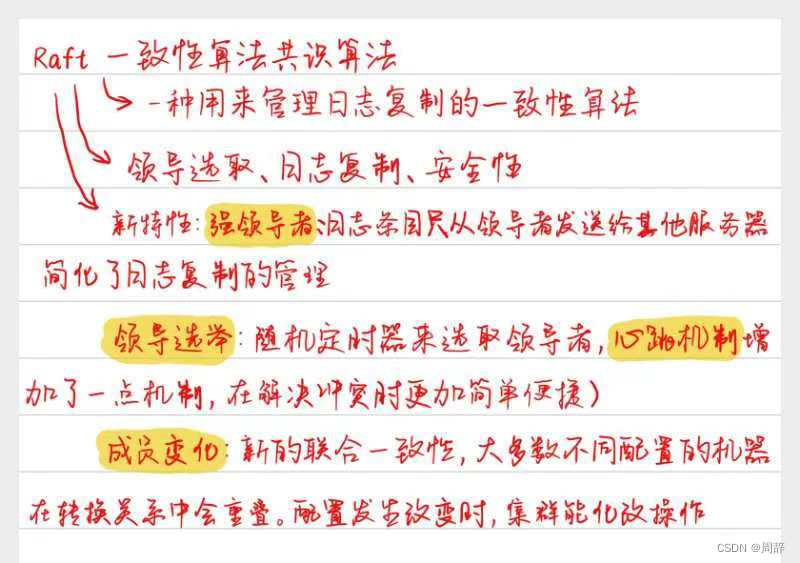 Raft 一致性算法共识算法
一种用来管理日志复制的一致性算法
领导选取、日志复制、安全性
新特性：强领导者：日志条目只从领导者发送给其他服务器
简化了日志复制的管理
领导选举：随机定时器来选取领导者，心跳机制增
加了一点机制，在解决冲突时更加简单便捷）
成员变化：新的联合一致性，大多数不同配置的机器
在转换关系中会重叠。配置发生改变时，集群能化改操作
CSDN @周辞